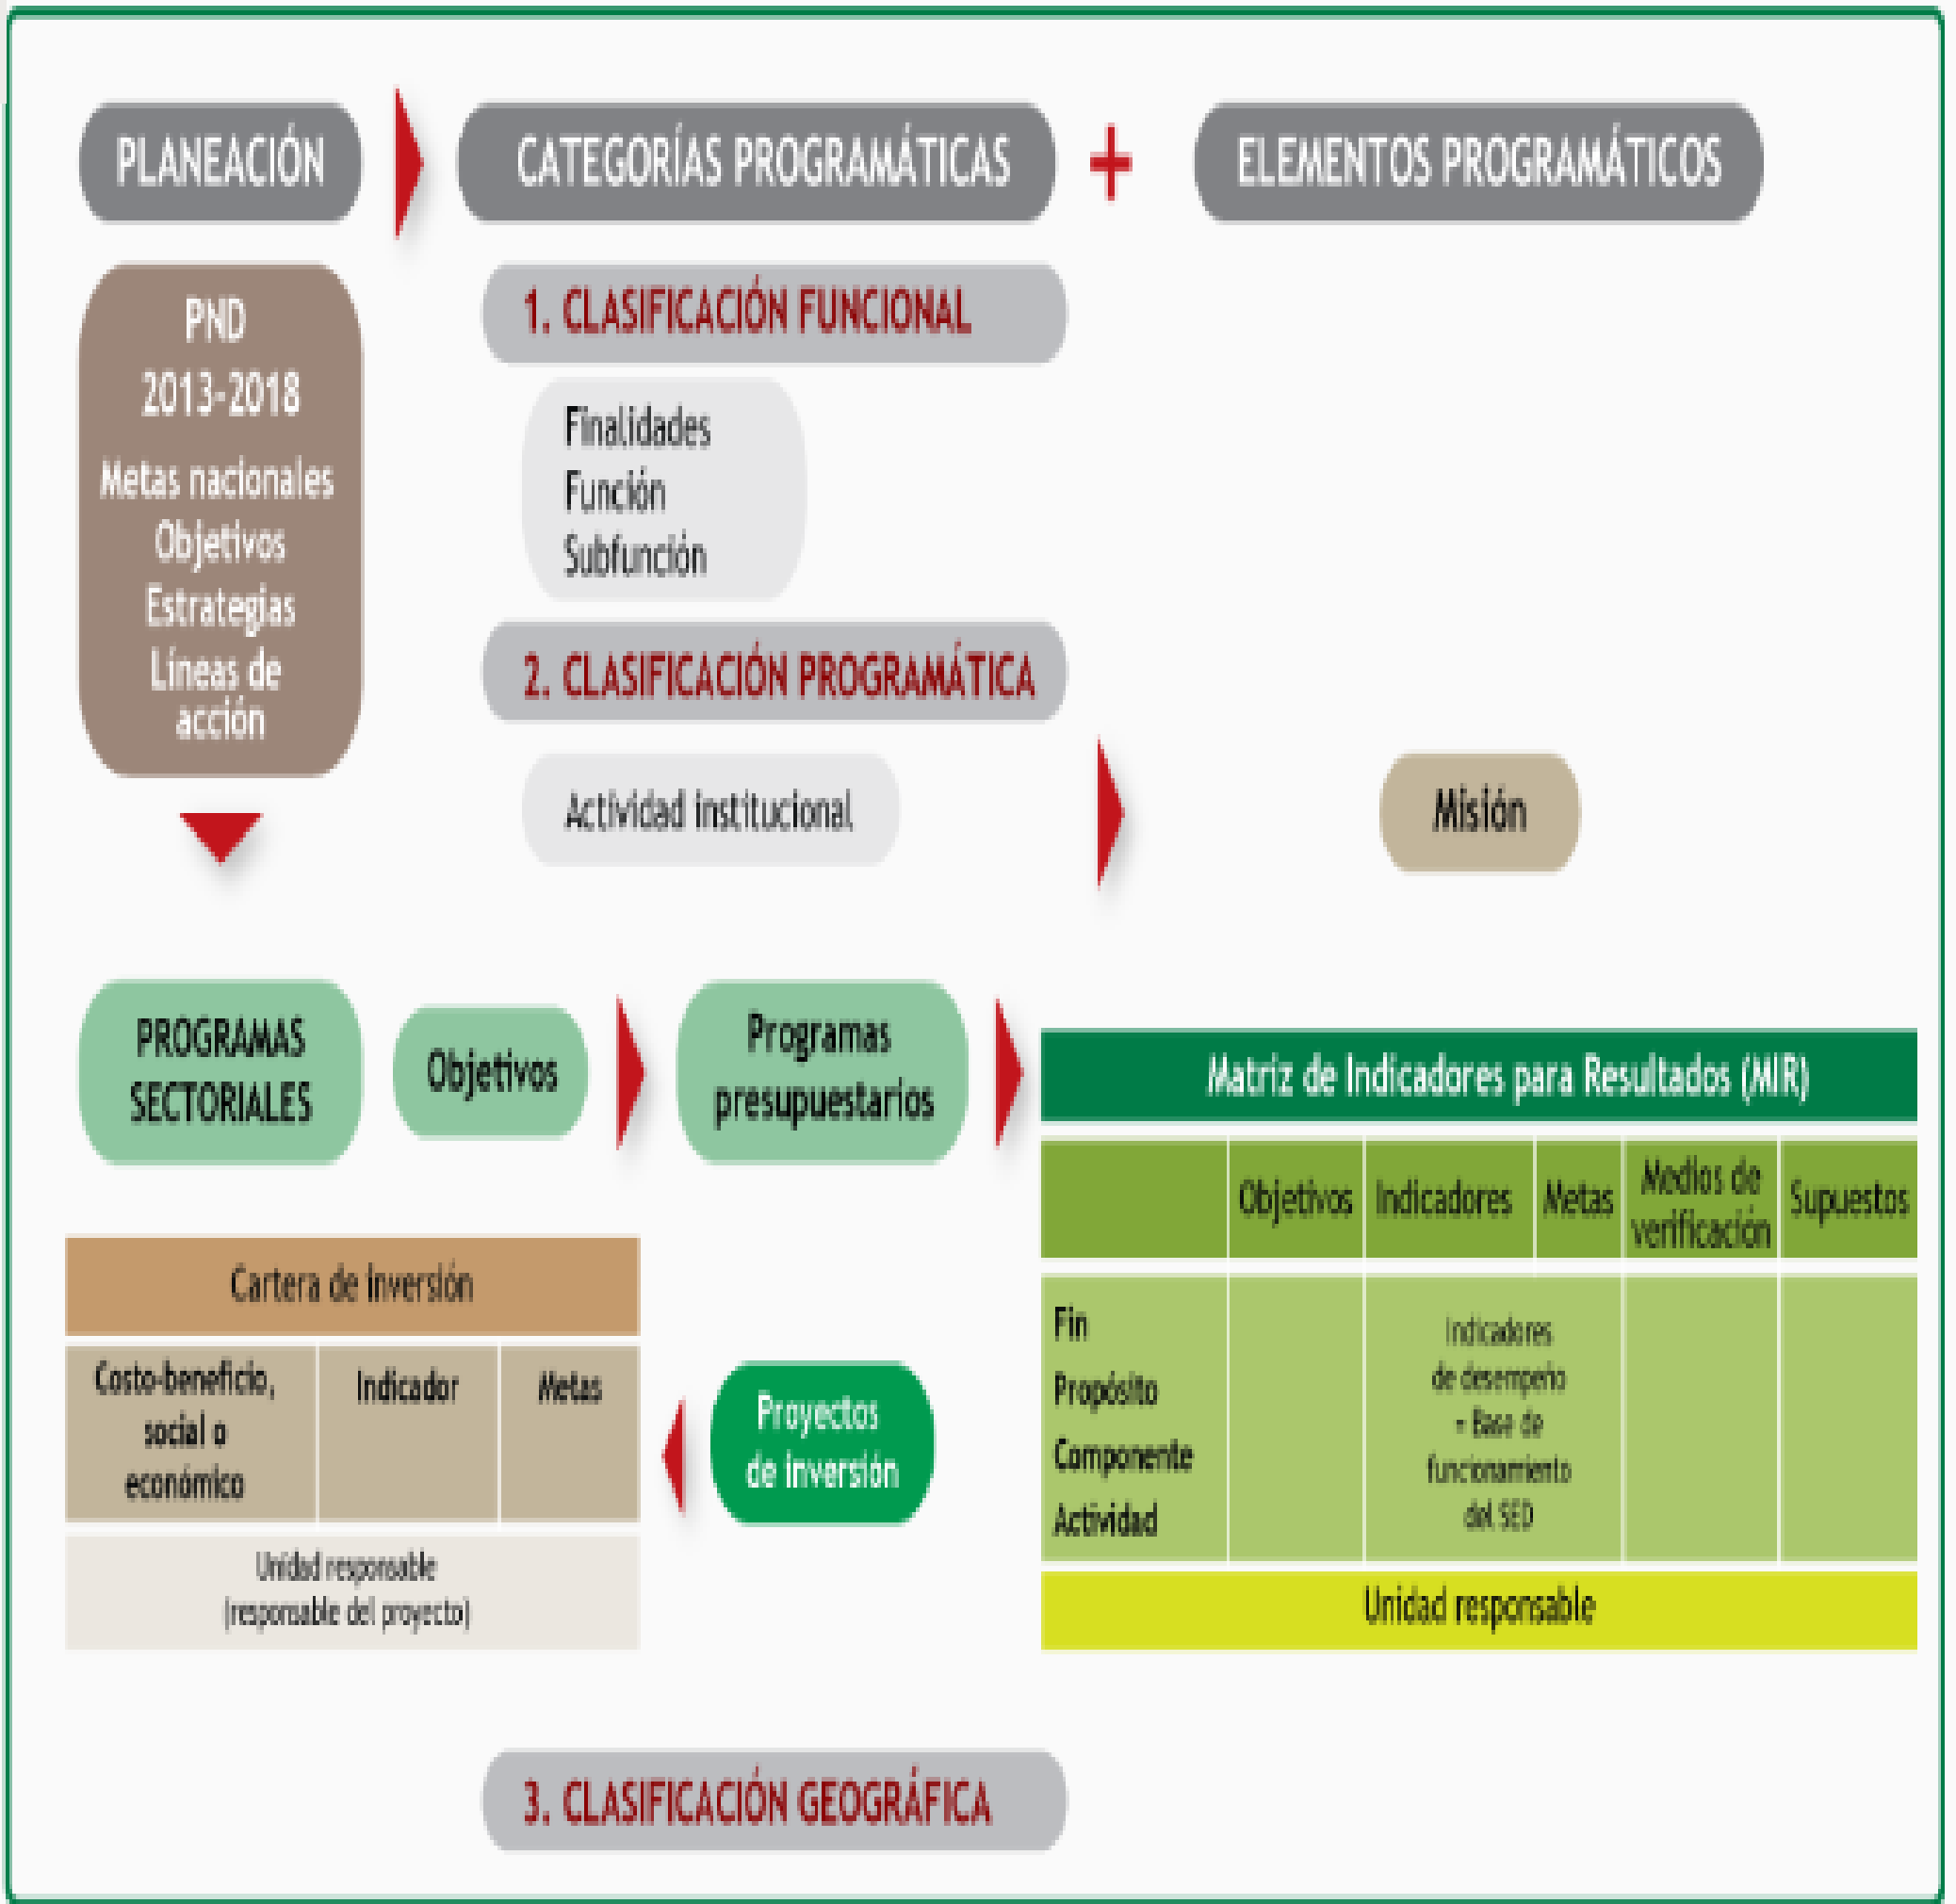 PLANEACIÓN
CATEGORÍAS PROGRAMÁTICAS
+
ELEMENTOS PROGRAMÁTICOS
PND
2013-2018
Metas nacionales
Objetivos
Estrategias
Líneas de
acción
1. CLASIFICACIÓN FUNCIONAL
Finalidades
Función
Subfunción
2. CLASIFICACIÓN PROGRAMÁTICA
Actividad institucional
Misión
PROGRAMAS
SECTORIALES
Objetivos
Programas
presupuestarios
Matriz de Indicadores para Resultados (MIR)
Objetivos
Indicadores
Metas
Medios de
verificación
Supuestos
Fin
Propósito
Componente
Actividad
Indicadores
de desempeño
= Base de
funcionamiento
del SED
Unidad responsable
Cartera de inversión
Costo-beneficio,
social o
económico
Indicador
Metas
Unidad responsable
(responsable del proyecto)
Proyectos
de inversión
3. CLASIFICACIÓN GEOGRÁFICA